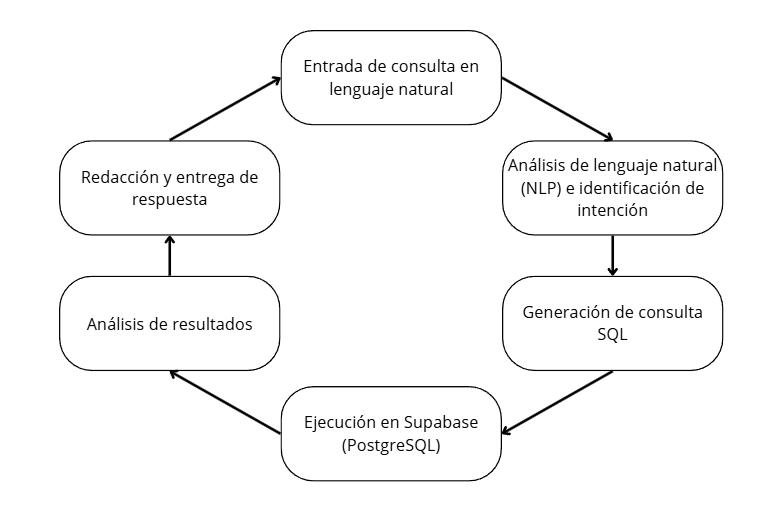 Entrada de consulta en
lenguaje natural
Análisis de lenguaje natural
(NLP) e identificación de
intención
Generación de consulta
SQL
Ejecución en Supabase
(PostgreSQL)
Análisis de resultados
Redacción y entrega de
respuesta